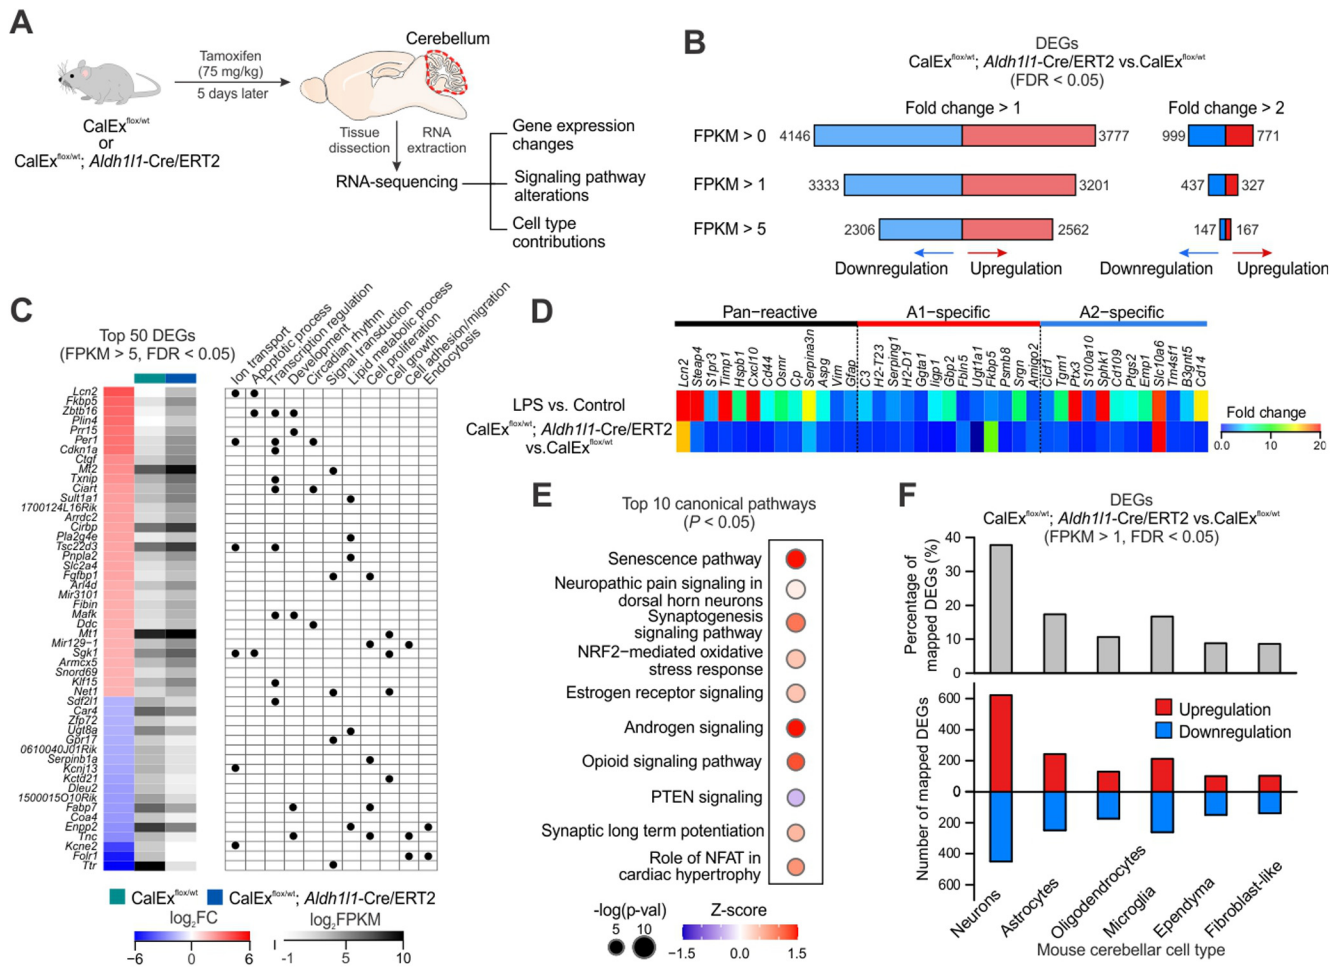 A
Tamoxifen
(75 mg/kg)
5 days later
Cerebellum
CalEx^flox/wt
or
CalEx^flox/wt; Aldh1l1-Cre/ERT2
Tissue
dissection
RNA
extraction
RNA-sequencing
Gene expression
changes
Signaling pathway
alterations
Cell type
contributions
B
DEGs
CalEx^flox/wt; Aldh1l1-Cre/ERT2 vs.CalEx^flox/wt
(FDR < 0.05)
Fold change > 1
Fold change > 2
FPKM > 0
4146
3777
999
771
FPKM > 1
3333
3201
437
327
FPKM > 5
2306
2562
147
167
Downregulation
Upregulation
Downregulation
Upregulation
C
Top 50 DEGs
(FPKM > 5, FDR < 0.05)
Ion transport
Apoptotic process
Transcription regulation
Development
Circadian rhythm
Signal transduction
Lipid metabolic process
Cell proliferation
Cell growth
Cell adhesion/migration
Endocytosis
Lcn2
Fkbp5
Zbtb16
Plin4
Prr15
Per1
Cdkn1a
Ctgf
Mt2
Txnip
Ciart
Sult1a1
1700124L16Rik
Arrdc2
Cirbp
Pla2g4e
Tsc22d3
Pnpla2
Slc2a4
Fgfbp1
Arl4d
Mir3101
Fibin
Mafk
Ddc
Mt1
Mir129-1
Sgk1
Armcx5
Snord69
Klf15
Net1
Sdf2l1
Car4
Zfp72
Ugt8a
Gpr17
0610040J01Rik
Serpinb1a
Kcnj13
Kctd21
Dleu2
1500015O10Rik
Fabp7
Coa4
Enpp2
Tnc
Kcne2
Folr1
Ttr
CalEx^flox/wt
CalEx^flox/wt; Aldh1l1-Cre/ERT2
log2FC
−6
0
6
log2FPKM
-1
5
10
D
Pan−reactive
A1−specific
A2−specific
Lcn2
Steap4
S1pr3
Timp1
Hspb1
Cxcl10
Cd44
Osmr
Cp
Serpina3n
Aspg
Vim
Gfap
C3
H2-T23
Serping1
H2-D1
Ggta1
Iigp1
Gbp2
Fbln5
Ugt1a1
Fkbp5
Psmb8
Srgn
Amigo2
Clcf1
Tgm1
Ptx3
S100a10
Sphk1
Cd109
Ptgs2
Emp1
Slc10a6
Tm4sf1
B3gnt5
Cd14
LPS vs. Control
CalEx^flox/wt; Aldh1l1-Cre/ERT2
vs.CalEx^flox/wt
Fold change
0.0
10
20
E
Top 10 canonical pathways
(P < 0.05)
Senescence pathway
Neuropathic pain signaling in
dorsal horn neurons
Synaptogenesis
signaling pathway
NRF2−mediated oxidative
stress response
Estrogen receptor signaling
Androgen signaling
Opioid signaling pathway
PTEN signaling
Synaptic long term potentiation
Role of NFAT in
cardiac hypertrophy
-log(p-val)
5
10
Z-score
−1.5
0.0
1.5
F
DEGs
CalEx^flox/wt; Aldh1l1-Cre/ERT2 vs.CalEx^flox/wt
(FPKM > 1, FDR < 0.05)
Percentage of
mapped DEGs (%)
40
30
20
10
0
Number of mapped DEGs
600
400
200
0
200
400
600
Upregulation
Downregulation
Neurons
Astrocytes
Oligodendrocytes
Microglia
Ependyma
Fibroblast-like
Mouse cerebellar cell type